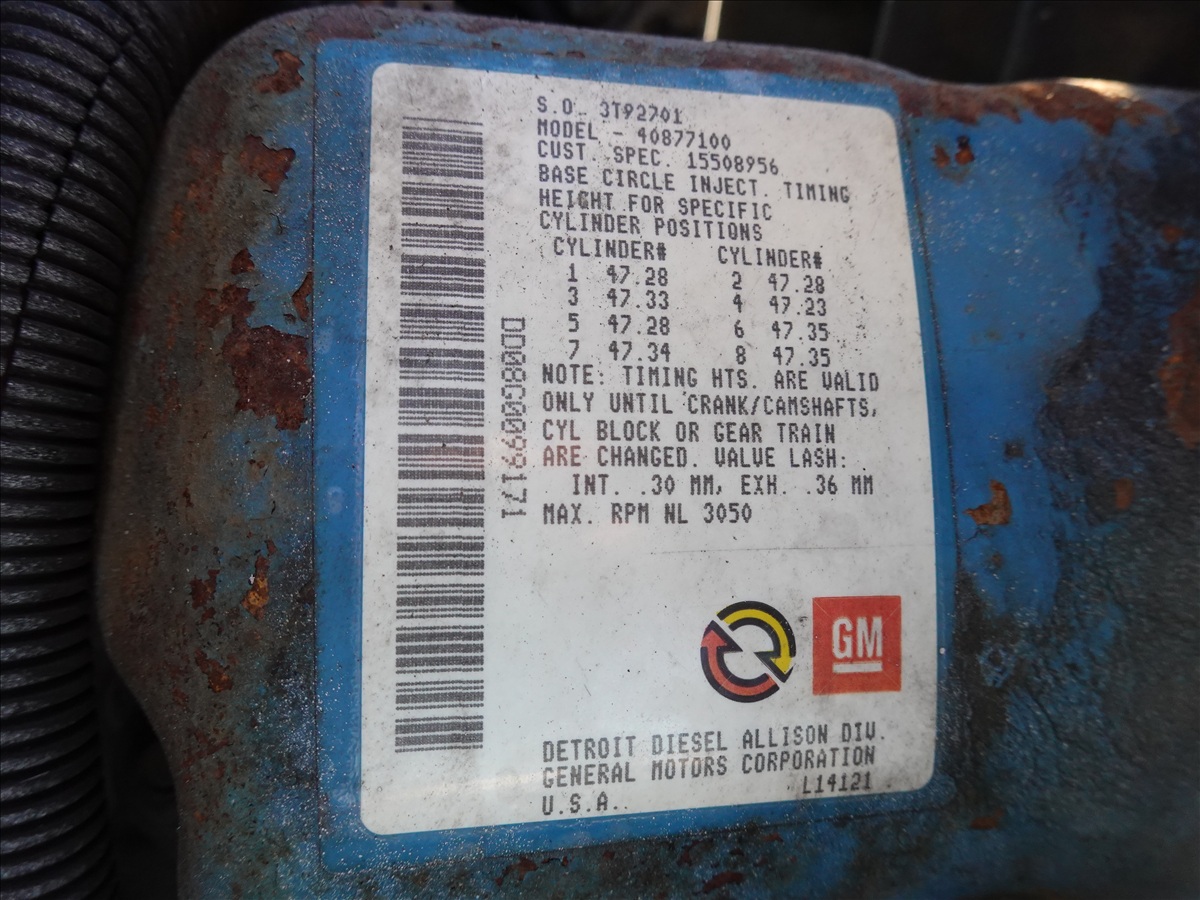 S.O. 3T92701
MODEL - 40877100
CUST. SPEC. 15508956
BASE CIRCLE INJECT. TIMING
HEIGHT FOR SPECIFIC
CYLINDER POSITIONS
CYLINDER# CYLINDER#
1 47.28 2 47.28
3 47.33 4 47.23
5 47.28 6 47.35
7 47.34 8 47.35
NOTE: TIMING HTS. ARE VALID
ONLY UNTIL CRANK/CAMSHAFTS,
CYL BLOCK OR GEAR TRAIN
ARE CHANGED. VALVE LASH:
INT. .30 MM, EXH. .36 MM
MAX. RPM NL 3050
DD08G0099171
GM
DETROIT DIESEL ALLISON DIV.
GENERAL MOTORS CORPORATION
U.S.A. L14121